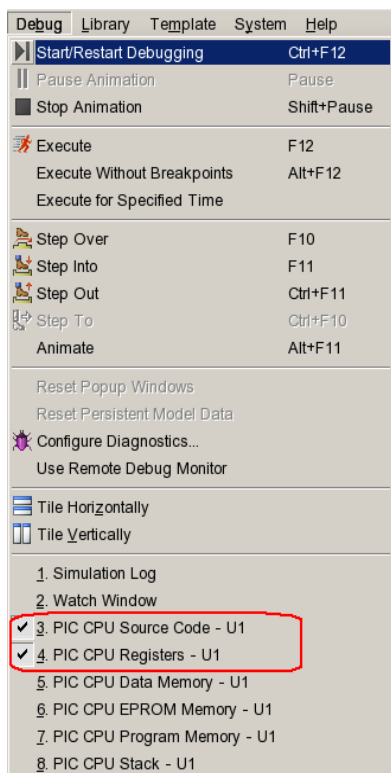 Debug Library Template System Help
Start/Restart Debugging Ctrl+F12
Pause Animation Pause
Stop Animation Shift+Pause
Execute F12
Execute Without Breakpoints Alt+F12
Execute for Specified Time
Step Over F10
Step Into F11
Step Out Ctrl+F11
Step To Ctrl+F10
Animate Alt+F11
Reset Popup Windows
Reset Persistent Model Data
Configure Diagnostics...
Use Remote Debug Monitor
Tile Horizontally
Tile Vertically
1. Simulation Log
2. Watch Window
3. PIC CPU Source Code - U1
4. PIC CPU Registers - U1
5. PIC CPU Data Memory - U1
6. PIC CPU EPROM Memory - U1
7. PIC CPU Program Memory - U1
8. PIC CPU Stack - U1